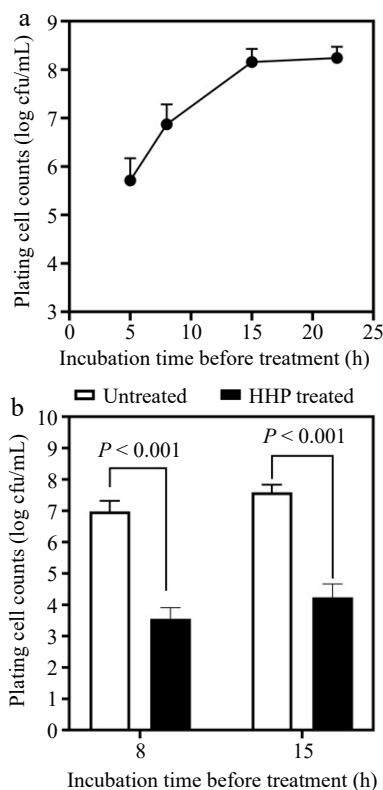 a
Plating cell counts (log cfu/mL)
9
8
7
6
5
4
3
0 5 10 15 20 25
Incubation time before treatment (h)
Untreated HHP treated
b
Plating cell counts (log cfu/mL)
10
9
8
7
6
5
4
3
2
1
0
P < 0.001
P < 0.001
8 15
Incubation time before treatment (h)